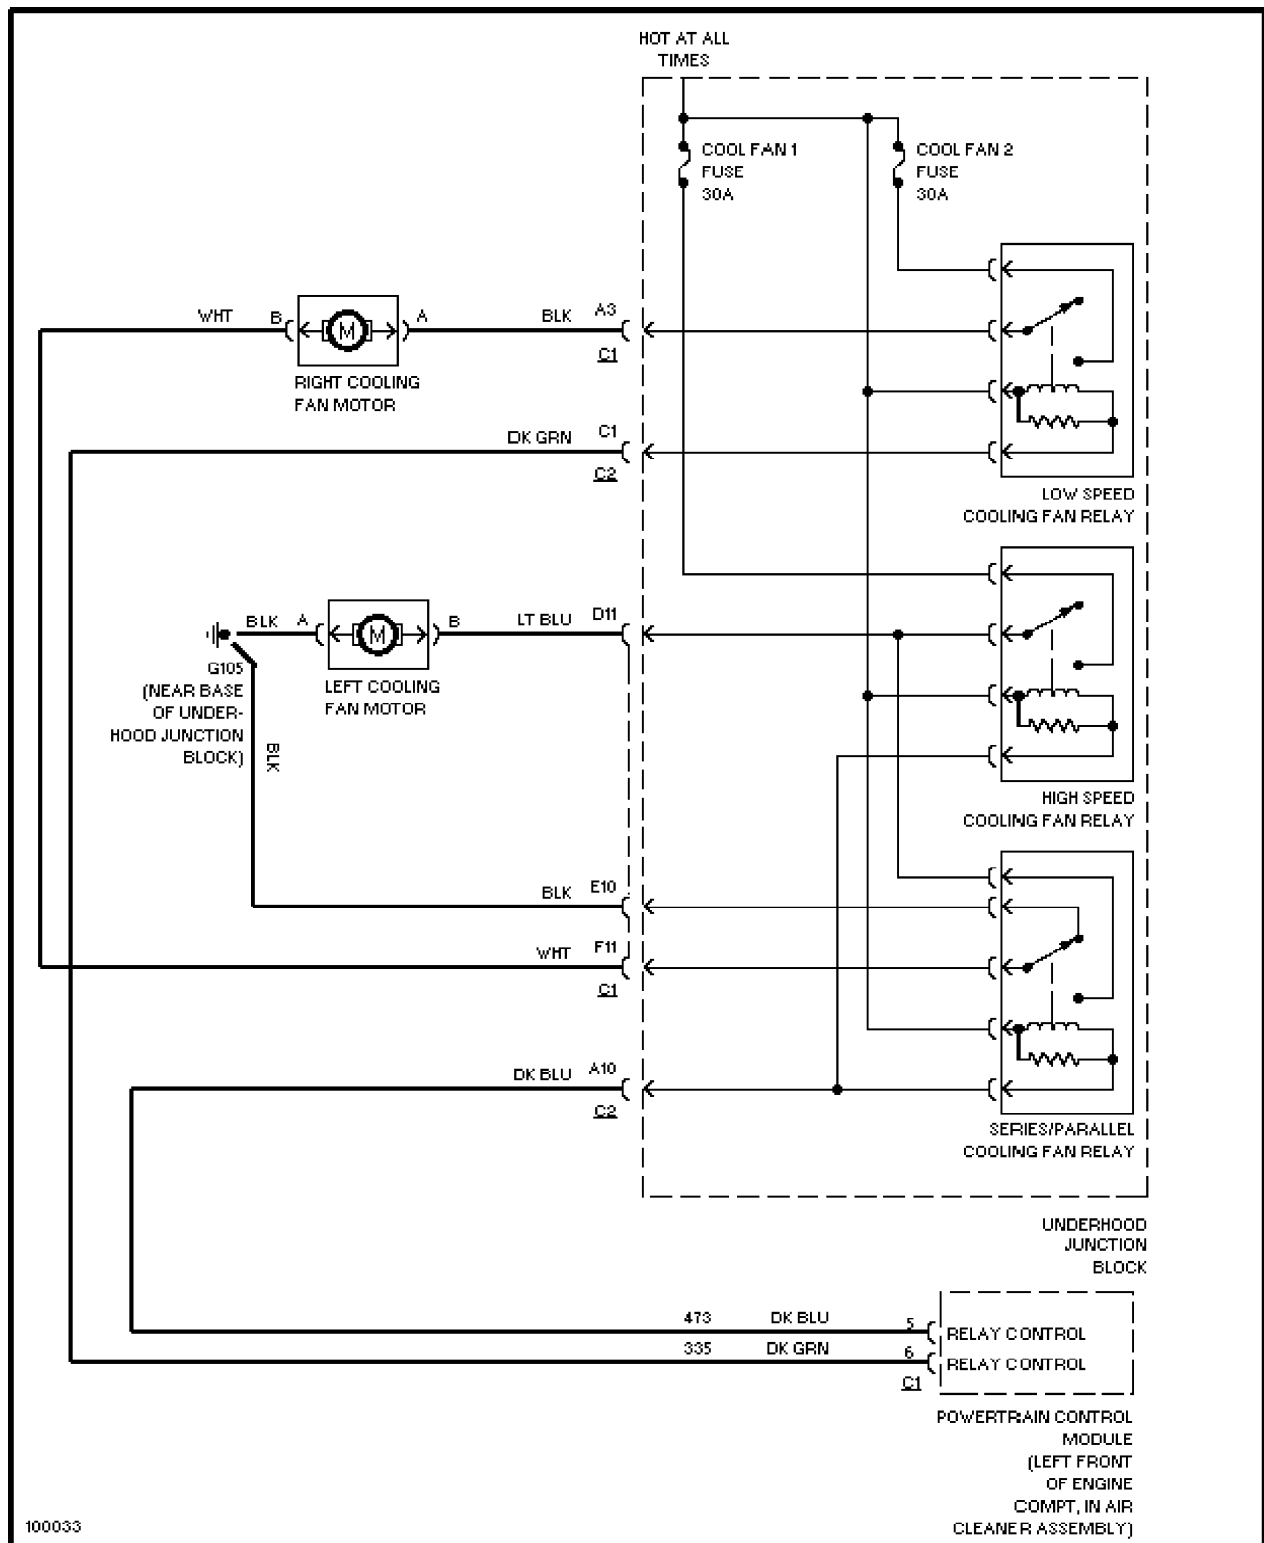 HOT AT ALL
TIMES
COOL FAN 1
FUSE
30A
COOL FAN 2
FUSE
30A
WHT
B
M
A
BLK
A3
C1
RIGHT COOLING
FAN MOTOR
DK GRN
C1
C2
LOW SPEED
COOLING FAN RELAY
BLK
A
M
B
LT BLU
D11
G105
(NEAR BASE
OF UNDER-
HOOD JUNCTION
BLOCK)
LEFT COOLING
FAN MOTOR
BLK
HIGH SPEED
COOLING FAN RELAY
BLK
E10
WHT
F11
C1
DK BLU
A10
C2
SERIES/PARALLEL
COOLING FAN RELAY
UNDERHOOD
JUNCTION
BLOCK
473
DK BLU
5
RELAY CONTROL
335
DK GRN
6
RELAY CONTROL
C1
POWERTRAIN CONTROL
MODULE
(LEFT FRONT
OF ENGINE
COMPT, IN AIR
CLEANER ASSEMBLY)
100033